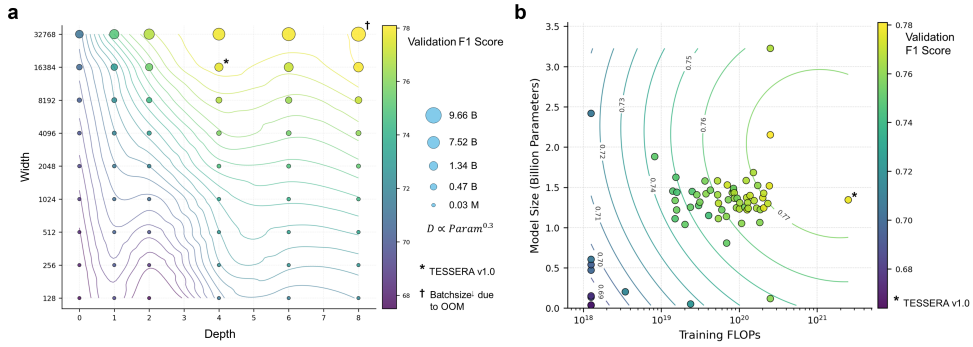 a
32768
16384
8192
4096
2048
1024
512
256
128
Width
0
1
2
4
6
8
Depth
†
*
78
76
74
72
70
68
Validation F1 Score
9.66 B
7.52 B
1.34 B
0.47 B
0.03 M
D ∝ Param^0.3
* TESSERA v1.0
† Batchsize↓ due
to OOM
b
3.5
3.0
2.5
2.0
1.5
1.0
0.5
0.0
Model Size (Billion Parameters)
10^18
10^19
10^20
10^21
Training FLOPs
0.75
0.73
0.76
0.72
0.74
0.77
0.71
0.70
0.69
*
0.78
0.76
0.74
0.72
0.70
0.68
Validation
F1 Score
* TESSERA v1.0